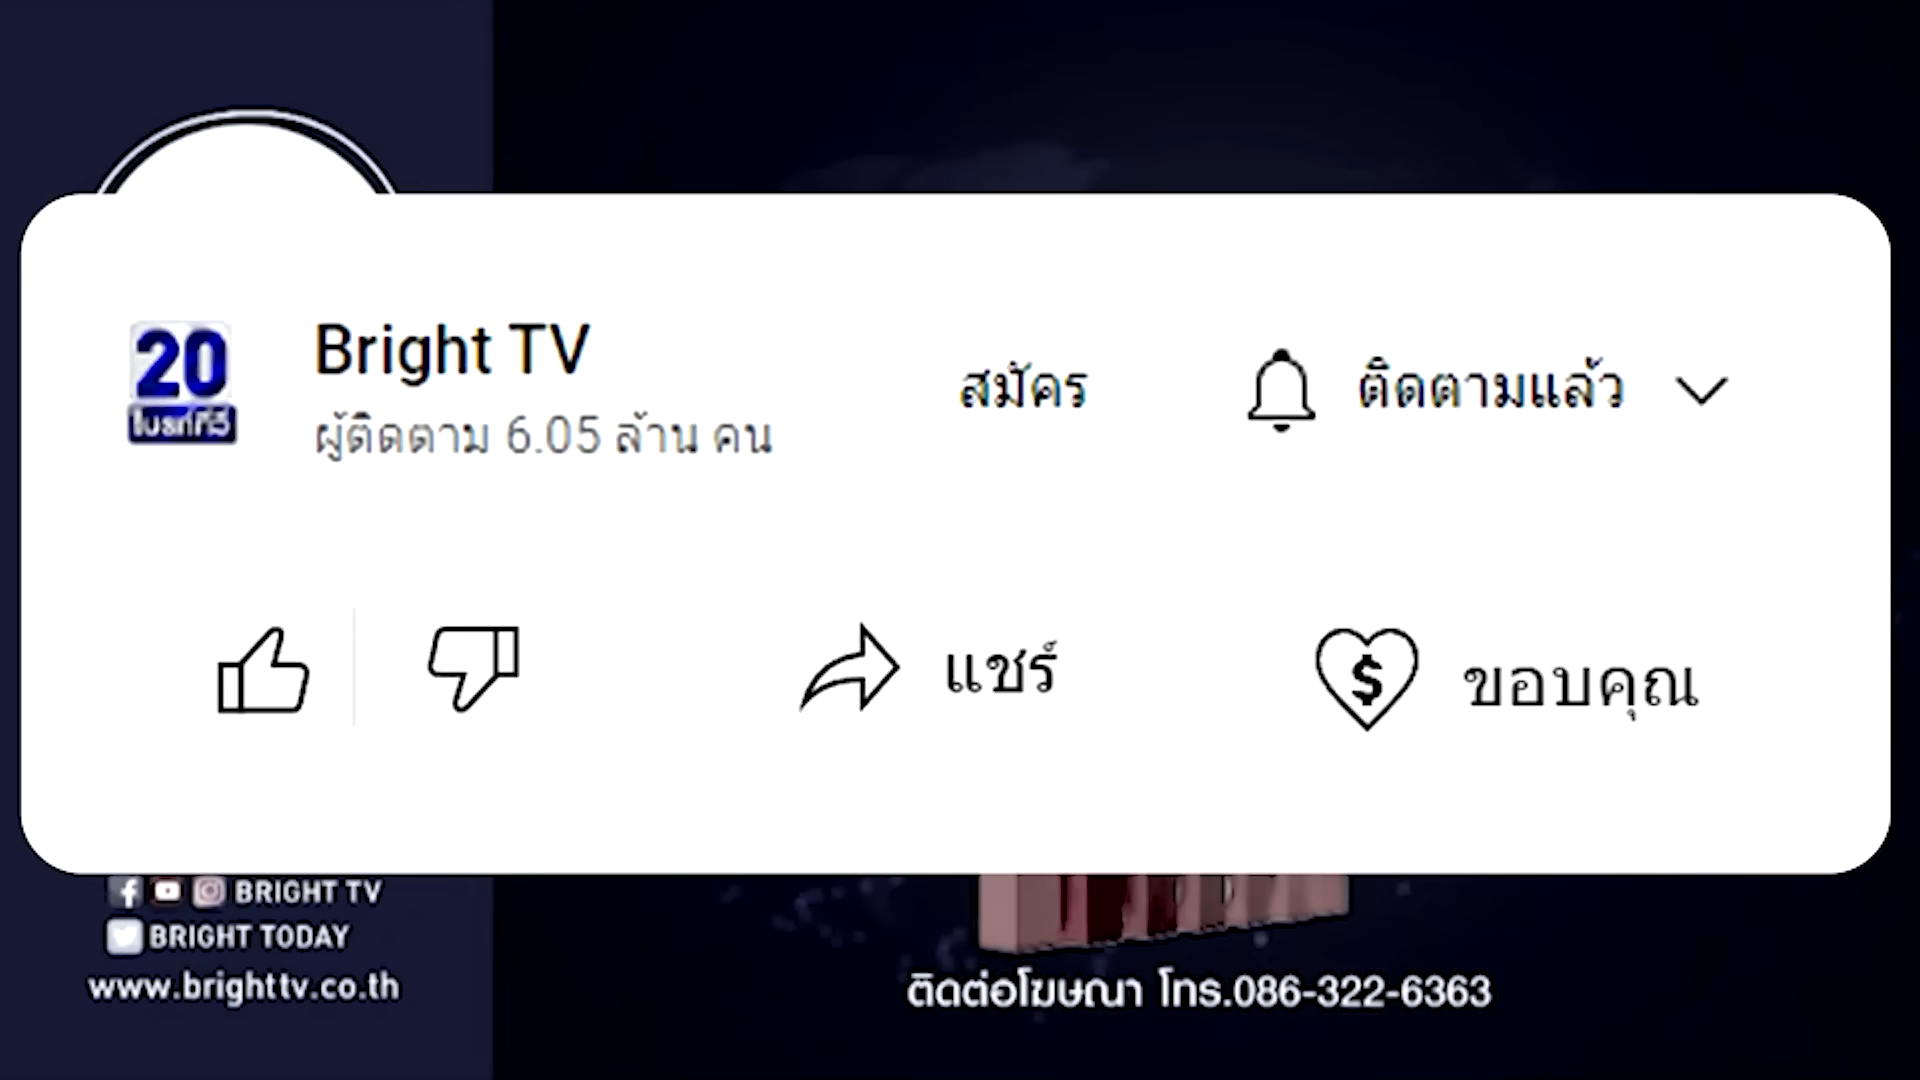 20
ไบรท์ทีวี
Bright TV
ผู้ติดตาม 6.05 ล้าน คน
สมัคร
ติดตามแล้ว
แชร์
$
ขอบคุณ
BRIGHT TV
BRIGHT TODAY
www.brighttv.co.th
ติดต่อโฆษณา โทร.086-322-6363